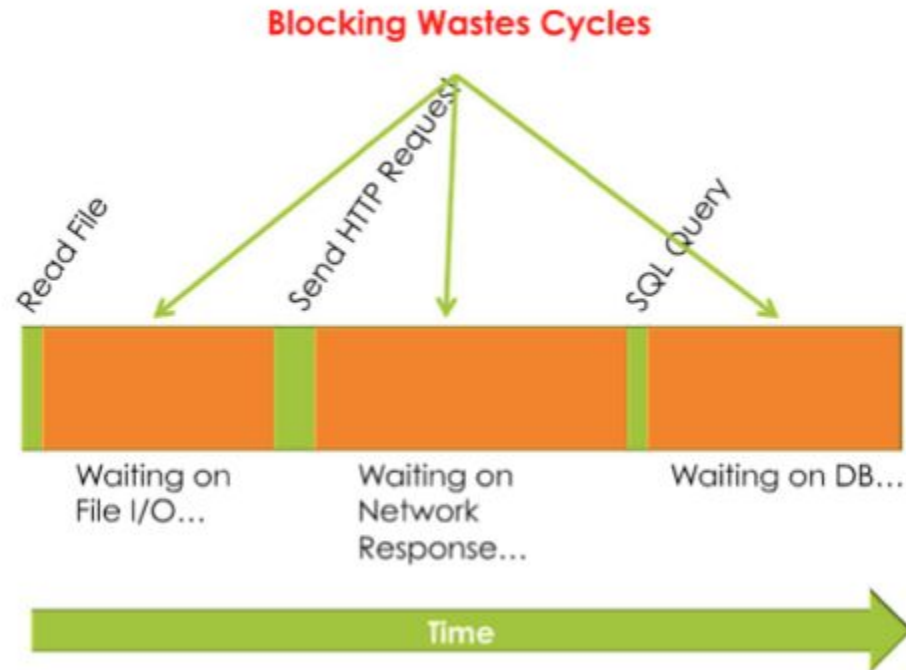 Blocking Wastes Cycles
Read File
Send HTTP Request
SQL Query
Waiting on
File I/O...
Waiting on
Network
Response...
Waiting on DB...
Time